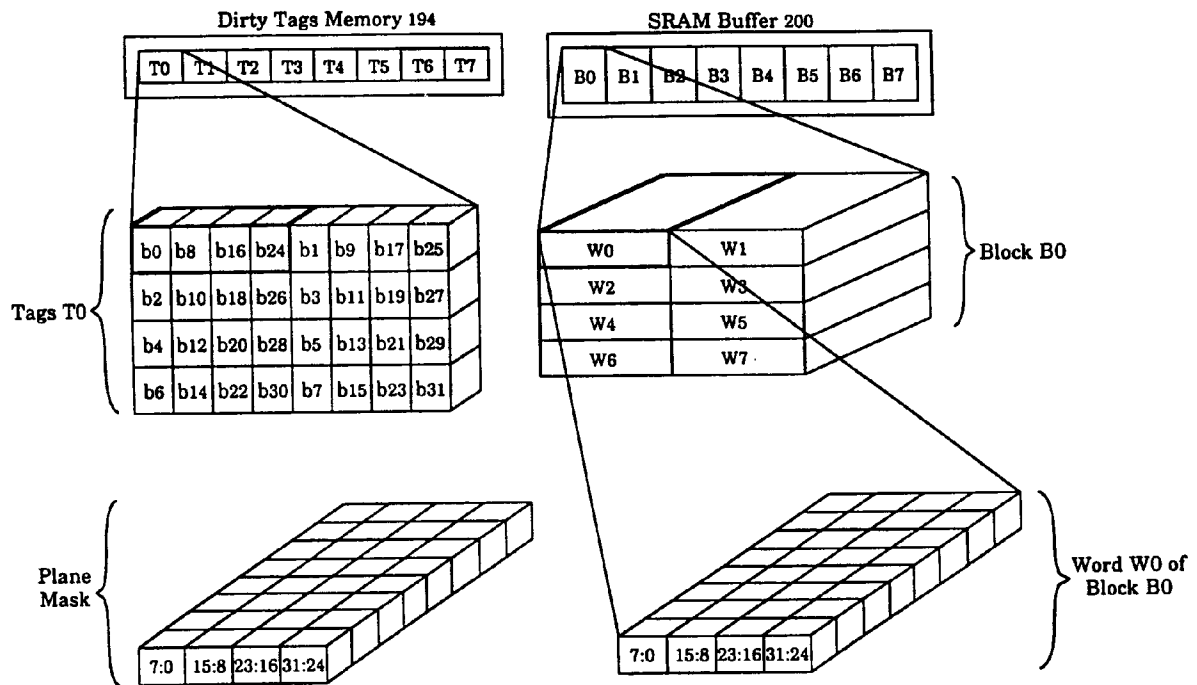 Dirty Tags Memory 194
T0 T1 T2 T3 T4 T5 T6 T7
SRAM Buffer 200
B0 B1 B2 B3 B4 B5 B6 B7
Tags T0
b0 b8 b16 b24 b1 b9 b17 b25
b2 b10 b18 b26 b3 b11 b19 b27
b4 b12 b20 b28 b5 b13 b21 b29
b6 b14 b22 b30 b7 b15 b23 b31
W0 W1
W2 W3
W4 W5
W6 W7
Block B0
Plane
Mask
7:0 15:8 23:16 31:24
7:0 15:8 23:16 31:24
Word W0 of
Block B0